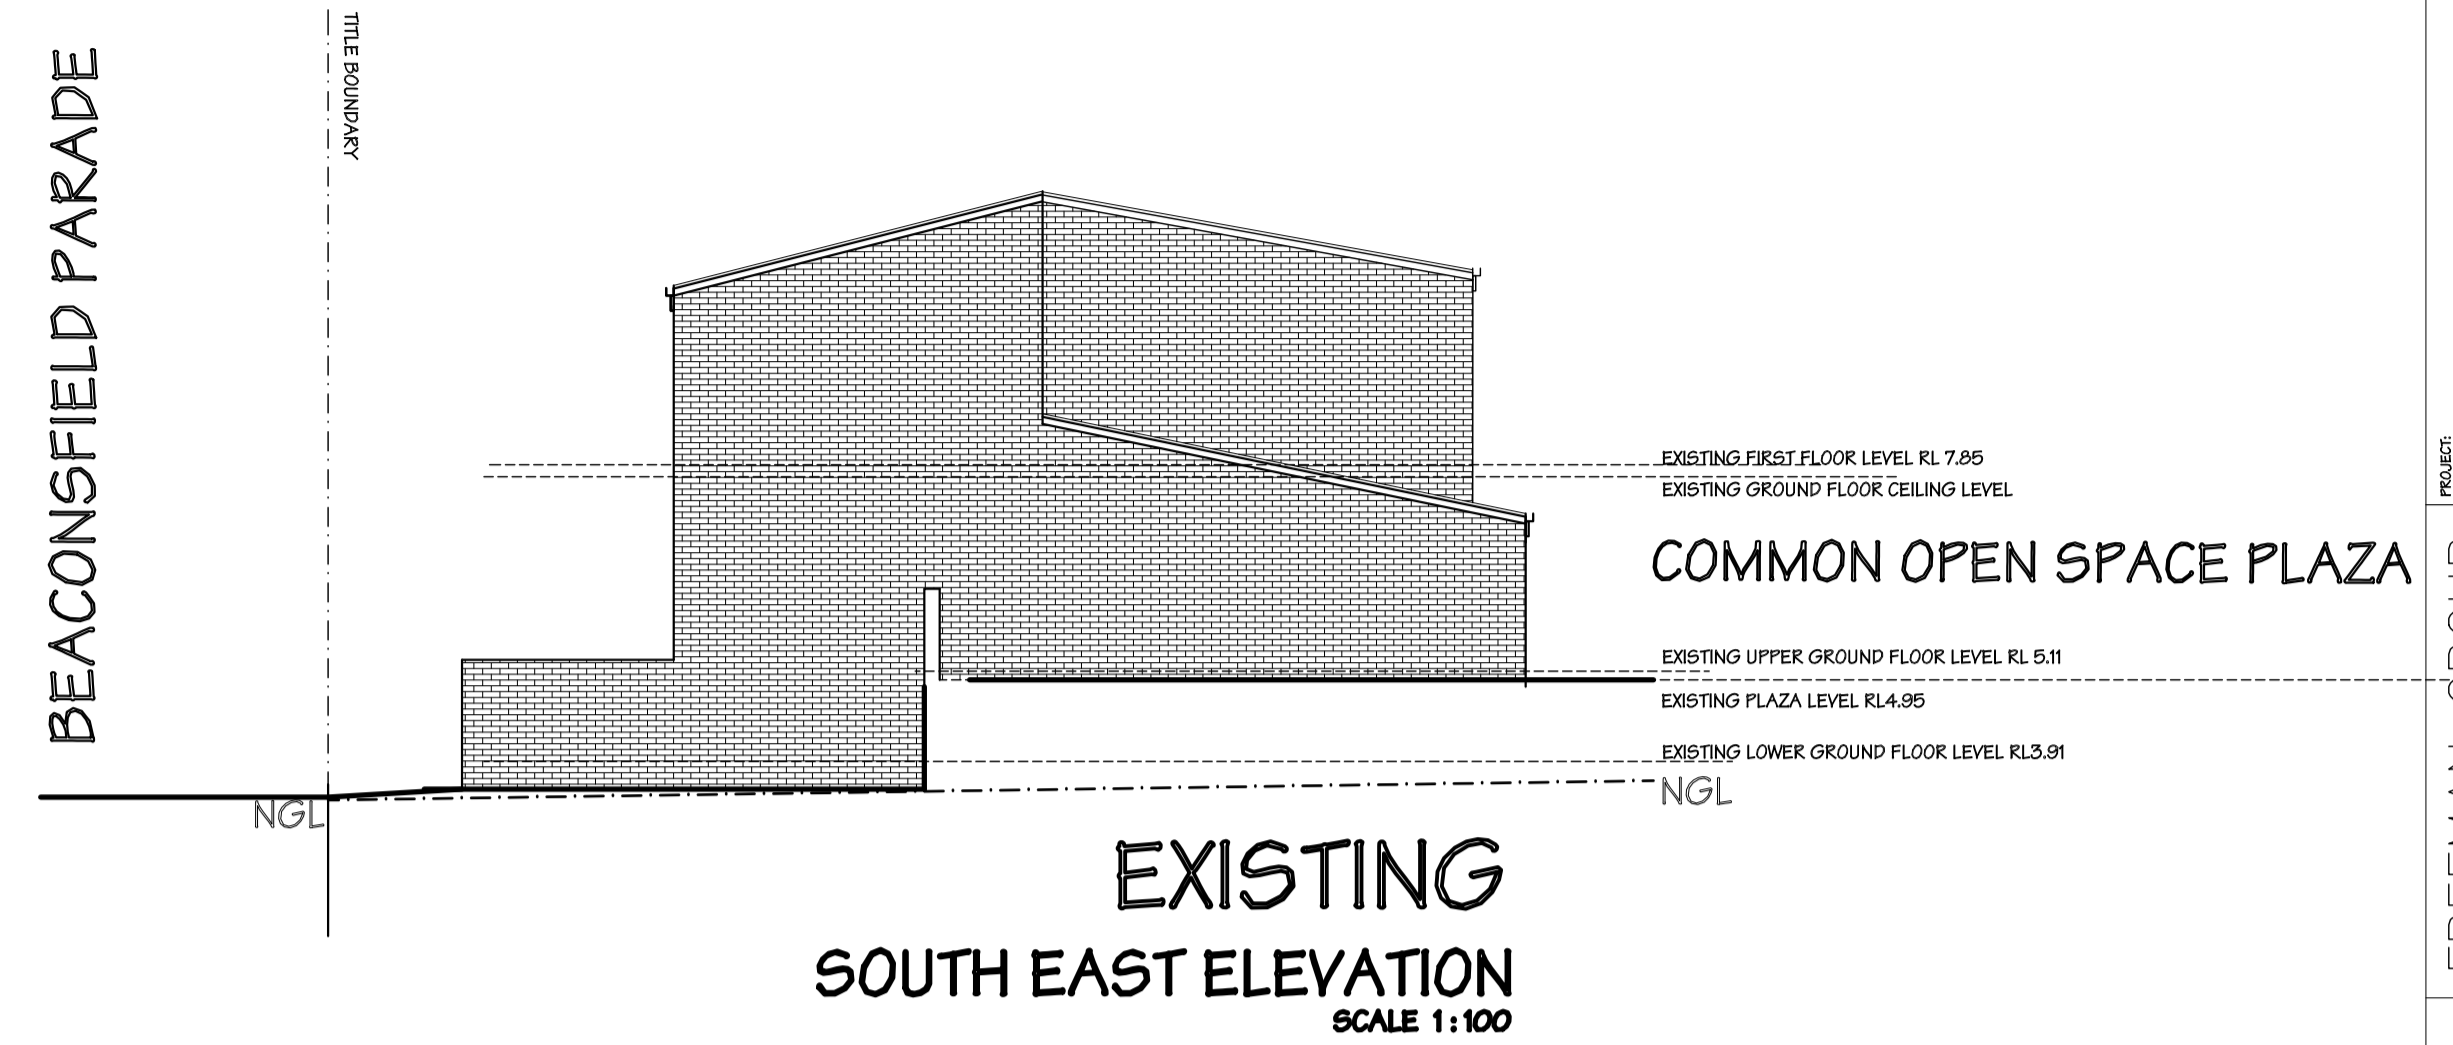 BEACONSFIELD PARADE
TITLE BOUNDARY
EXISTING FIRST FLOOR LEVEL RL 7.85
EXISTING GROUND FLOOR CEILING LEVEL
PROJECT:
COMMON OPEN SPACE PLAZA
EXISTING UPPER GROUND FLOOR LEVEL RL 5.11
EXISTING PLAZA LEVEL RL4.95
EXISTING LOWER GROUND FLOOR LEVEL RL3.91
NGL
NGL
EXISTING
SOUTH EAST ELEVATION
SCALE 1:100